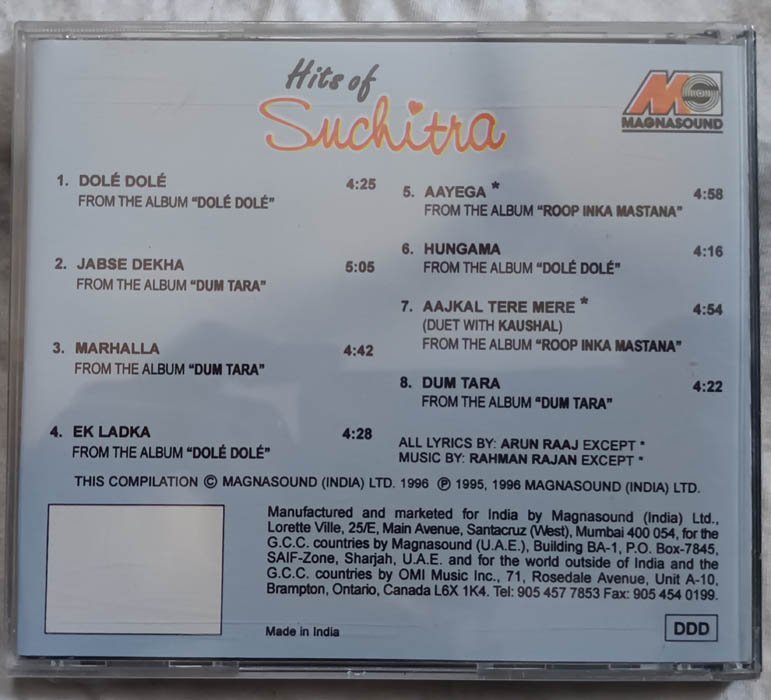 Hits of
Suchitra
MAGNASOUND
1. DOLÉ DOLÉ 4:25
FROM THE ALBUM “DOLÉ DOLÉ”
2. JABSE DEKHA 5:05
FROM THE ALBUM “DUM TARA”
3. MARHALLA 4:42
FROM THE ALBUM “DUM TARA”
4. EK LADKA 4:28
FROM THE ALBUM “DOLÉ DOLÉ”
5. AAYEGA * 4:58
FROM THE ALBUM “ROOP INKA MASTANA”
6. HUNGAMA 4:16
FROM THE ALBUM “DOLÉ DOLÉ”
7. AAJKAL TERE MERE * 4:54
(DUET WITH KAUSHAL)
FROM THE ALBUM “ROOP INKA MASTANA”
8. DUM TARA 4:22
FROM THE ALBUM “DUM TARA”
ALL LYRICS BY: ARUN RAAJ EXCEPT *
MUSIC BY: RAHMAN RAJAN EXCEPT *
THIS COMPILATION © MAGNASOUND (INDIA) LTD. 1996 ℗ 1995, 1996 MAGNASOUND (INDIA) LTD.
Manufactured and marketed for India by Magnasound (India) Ltd.,
Lorette Ville, 25/E, Main Avenue, Santacruz (West), Mumbai 400 054, for the
G.C.C. countries by Magnasound (U.A.E.), Building BA-1, P.O. Box-7845,
SAIF-Zone, Sharjah, U.A.E. and for the world outside of India and the
G.C.C. countries by OMI Music Inc., 71, Rosedale Avenue, Unit A-10,
Brampton, Ontario, Canada L6X 1K4. Tel: 905 457 7853 Fax: 905 454 0199.
Made in India
DDD